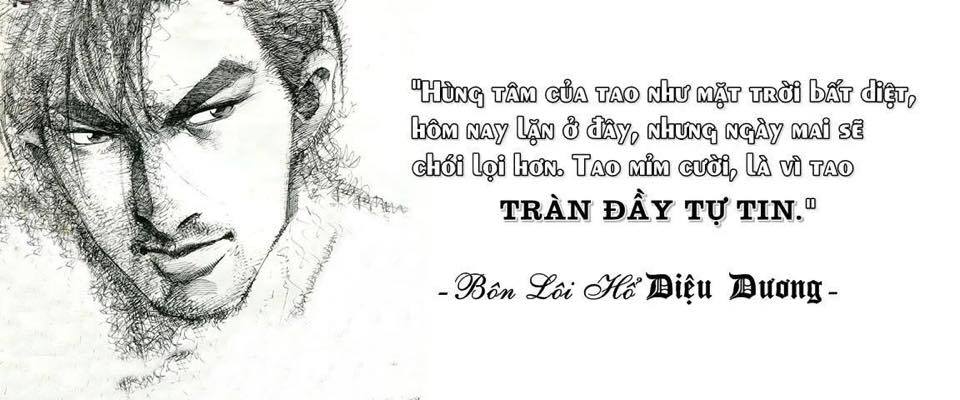 "Hùng tâm của tao như mặt trời bất diệt,
hôm nay lặn ở đây, nhưng ngày mai sẽ
chói lọi hơn. Tao mỉm cười, là vì tao
TRÀN ĐẦY TỰ TIN."
- Bôn Lôi Hổ Diệu Dương -